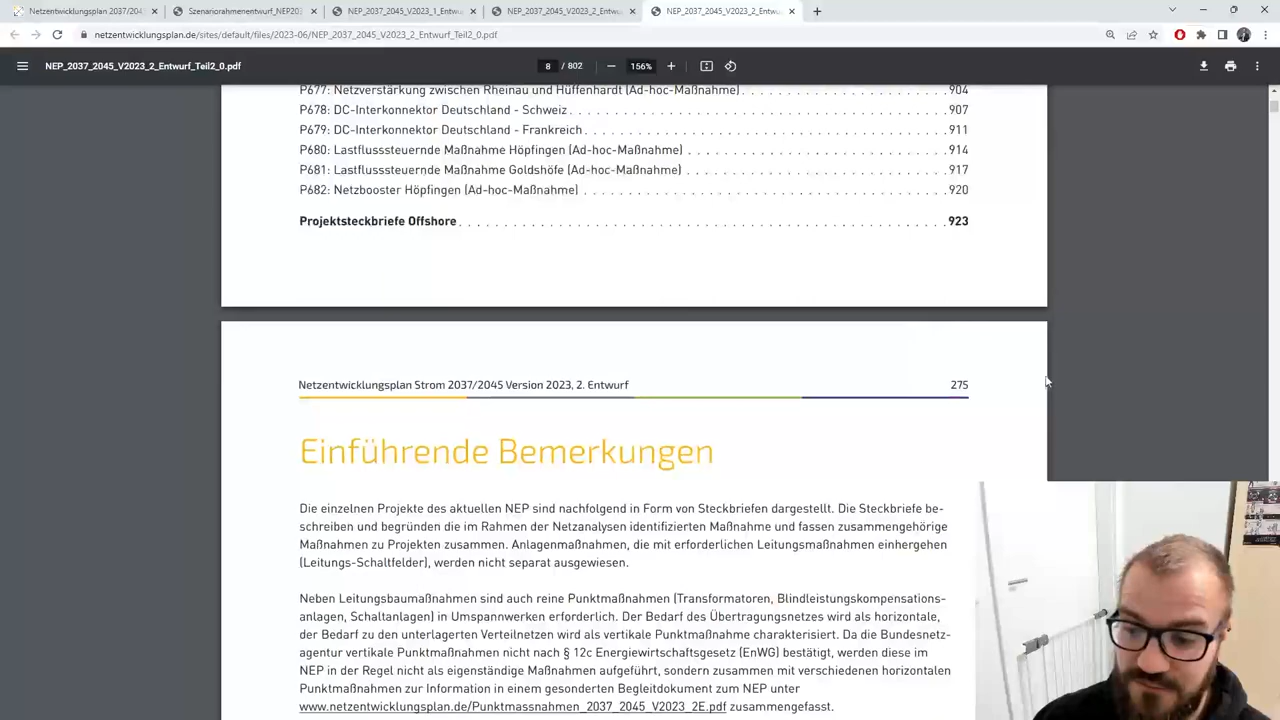 Netzentwicklungsplan 2037/204
Szenariorahmenentwurf_NEP203
NEP_2037_2045_V2023_1_Entwu
NEP_2037_2045_V2023_2_Entwu
NEP_2037_2045_V2023_2_Entwu
netzentwicklungsplan.de/sites/default/files/2023-06/NEP_2037_2045_V2023_2_Entwurf_Teil2_0.pdf
NEP_2037_2045_V2023_2_Entwurf_Teil2_0.pdf
8 / 802
156%
P677: Netzverstärkung zwischen Rheinau und Hüffenhardt (Ad-hoc-Maßnahme) 904
P678: DC-Interkonnektor Deutschland - Schweiz 907
P679: DC-Interkonnektor Deutschland - Frankreich 911
P680: Lastflusssteuernde Maßnahme Höpfingen (Ad-hoc-Maßnahme) 914
P681: Lastflusssteuernde Maßnahme Goldshöfe (Ad-hoc-Maßnahme) 917
P682: Netzbooster Höpfingen (Ad-hoc-Maßnahme) 920
Projektsteckbriefe Offshore 923
Netzentwicklungsplan Strom 2037/2045 Version 2023, 2. Entwurf 275
Einführende Bemerkungen
Die einzelnen Projekte des aktuellen NEP sind nachfolgend in Form von Steckbriefen dargestellt. Die Steckbriefe be-
schreiben und begründen die im Rahmen der Netzanalysen identifizierten Maßnahme und fassen zusammengehörige
Maßnahmen zu Projekten zusammen. Anlagenmaßnahmen, die mit erforderlichen Leitungsmaßnahmen einhergehen
(Leitungs-Schaltfelder), werden nicht separat ausgewiesen.
Neben Leitungsbaumaßnahmen sind auch reine Punktmaßnahmen (Transformatoren, Blindleistungskompensations-
anlagen, Schaltanlagen) in Umspannwerken erforderlich. Der Bedarf des Übertragungsnetzes wird als horizontale,
der Bedarf zu den unterlagerten Verteilnetzen wird als vertikale Punktmaßnahme charakterisiert. Da die Bundesnetz-
agentur vertikale Punktmaßnahmen nicht nach § 12c Energiewirtschaftsgesetz (EnWG) bestätigt, werden diese im
NEP in der Regel nicht als eigenständige Maßnahmen aufgeführt, sondern zusammen mit verschiedenen horizontalen
Punktmaßnahmen zur Information in einem gesonderten Begleitdokument zum NEP unter
www.netzentwicklungsplan.de/Punktmassnahmen_2037_2045_V2023_2E.pdf zusammengefasst.